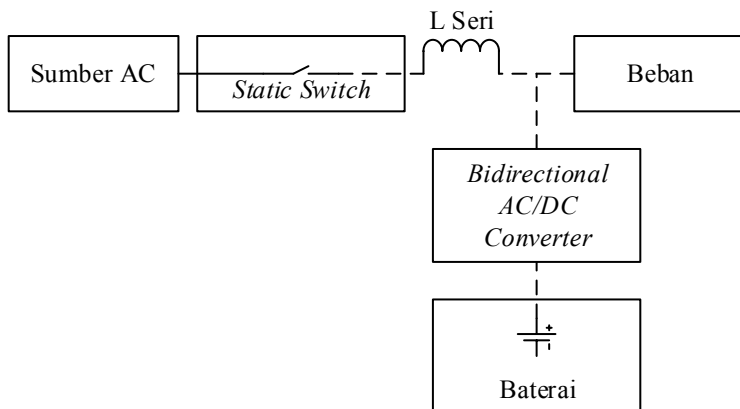 L Seri
Sumber AC
Static Switch
Beban
Bidirectional
AC/DC
Converter
Baterai